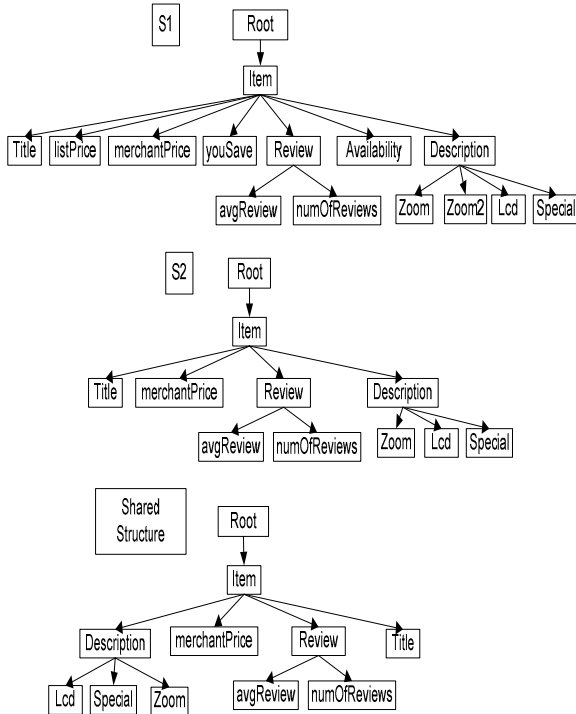 S1
Root
Item
Title listPrice merchantPrice youSave Review Availability Description
avgReview numOfReviews Zoom Zoom2 Lcd Special
S2
Root
Item
Title merchantPrice Review Description
avgReview numOfReviews Zoom Lcd Special
Shared
Structure
Root
Item
Description merchantPrice Review Title
Lcd Special Zoom avgReview numOfReviews